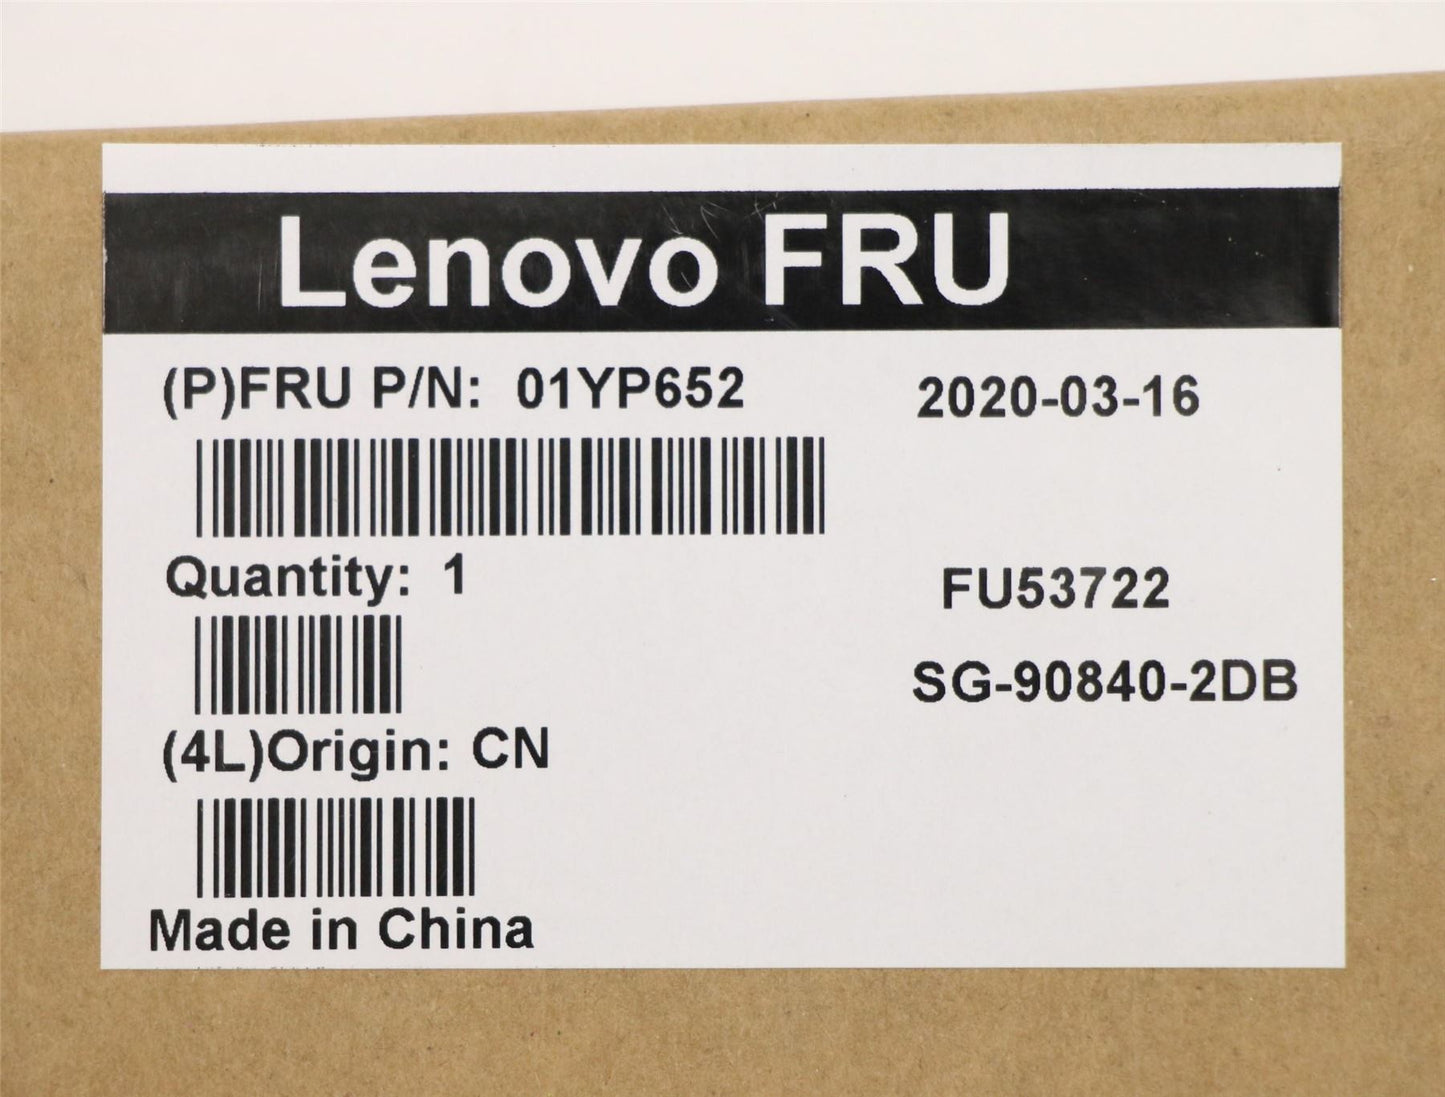 Lenovo FRU
(P)FRU P/N: 01YP652
2020-03-16
Quantity: 1
FU53722
SG-90840-2DB
(4L)Origin: CN
Made in China